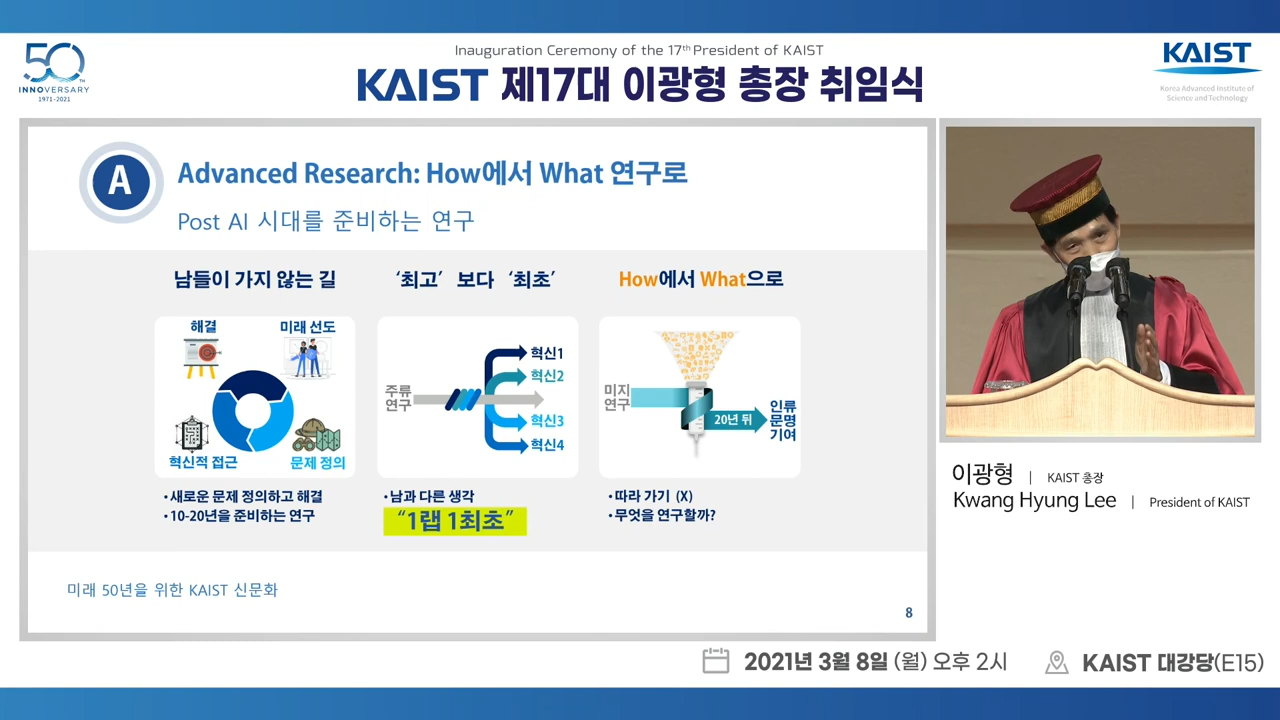 50TH
INNOVERSARY
1971-2021
Inauguration Ceremony of the 17th President of KAIST
KAIST 제17대 이광형 총장 취임식
KAIST
Korea Advanced Institute of
Science and Technology
A
Advanced Research: How에서 What 연구로
Post AI 시대를 준비하는 연구
남들이 가지 않는 길
해결
미래 선도
혁신적 접근
문제 정의
• 새로운 문제 정의하고 해결
• 10-20년을 준비하는 연구
‘최고’ 보다 ‘최초’
주류
연구
혁신1
혁신2
혁신3
혁신4
• 남과 다른 생각
“1랩 1최초”
How에서 What으로
미지
연구
20년 뒤
인류
문명
기여
• 따라 가기 (X)
• 무엇을 연구할까?
미래 50년을 위한 KAIST 신문화
8
이광형 | KAIST 총장
Kwang Hyung Lee | President of KAIST
2021년 3월 8일 (월) 오후 2시
KAIST 대강당(E15)